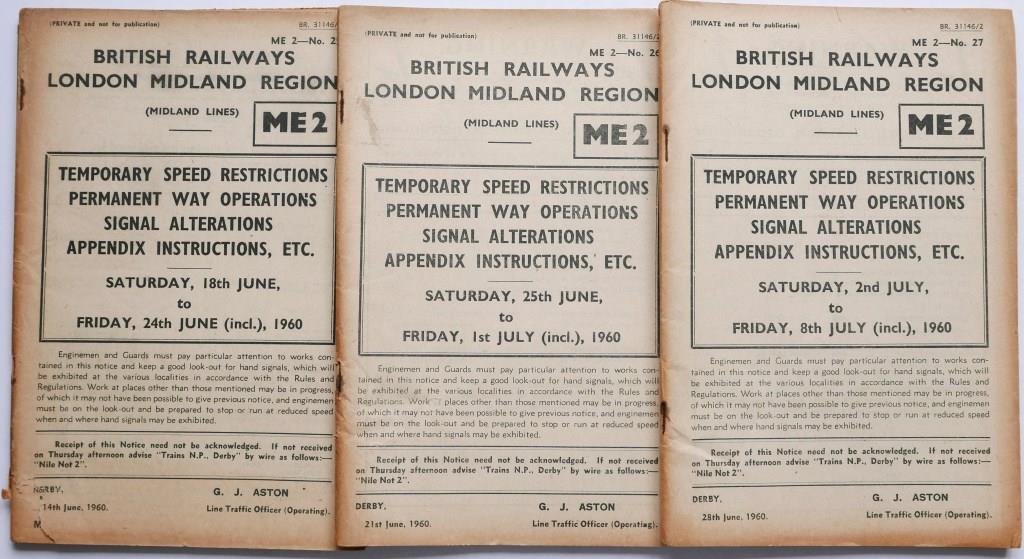 (PRIVATE and not for publication)
BR. 31146/
ME 2—No. 2
BRITISH RAILWAYS
LONDON MIDLAND REGION
(MIDLAND LINES)
ME 2
TEMPORARY SPEED RESTRICTIONS
PERMANENT WAY OPERATIONS
SIGNAL ALTERATIONS
APPENDIX INSTRUCTIONS, ETC.
SATURDAY, 18th JUNE,
to
FRIDAY, 24th JUNE (incl.), 1960
Enginemen and Guards must pay particular attention to works con-
tained in this notice and keep a good look-out for hand signals, which will
be exhibited at the various localities in accordance with the Rules and
Regulations. Work at places other than those mentioned may be in progress,
of which it may not have been possible to give previous notice, and enginemen
must be on the look-out and be prepared to stop or run at reduced speed
when and where hand signals may be exhibited.
Receipt of this Notice need not be acknowledged. If not received
on Thursday afternoon advise "Trains N.P., Derby" by wire as follows:—
"Nile Not 2".
DERBY,
14th June, 1960.
G. J. ASTON
Line Traffic Officer (Operating).
M
(PRIVATE and not for publication)
BR. 31146/2
ME 2—No. 26
BRITISH RAILWAYS
LONDON MIDLAND REGION
(MIDLAND LINES)
ME 2
TEMPORARY SPEED RESTRICTIONS
PERMANENT WAY OPERATIONS
SIGNAL ALTERATIONS
APPENDIX INSTRUCTIONS, ETC.
SATURDAY, 25th JUNE,
to
FRIDAY, 1st JULY (incl.), 1960
Enginemen and Guards must pay particular attention to works con-
tained in this notice and keep a good look-out for hand signals, which will
be exhibited at the various localities in accordance with the Rules and
Regulations. Work places other than those mentioned may be in progress,
of which it may not have been possible to give previous notice, and enginemen
must be on the look-out and be prepared to stop or run at reduced speed
when and where hand signals may be exhibited.
Receipt of this Notice need not be acknowledged. If not received
on Thursday afternoon advise "Trains N.P., Derby" by wire as follows:—
"Nile Not 2".
DERBY,
21st June, 1960.
G. J. ASTON
Line Traffic Officer (Operating).
(PRIVATE and not for publication)
BR. 31146/2
ME 2—No. 27
BRITISH RAILWAYS
LONDON MIDLAND REGION
(MIDLAND LINES)
ME 2
TEMPORARY SPEED RESTRICTIONS
PERMANENT WAY OPERATIONS
SIGNAL ALTERATIONS
APPENDIX INSTRUCTIONS, ETC.
SATURDAY, 2nd JULY,
to
FRIDAY, 8th JULY (incl.), 1960
Enginemen and Guards must pay particular attention to works con-
tained in this notice and keep a good look-out for hand signals, which will
be exhibited at the various localities in accordance with the Rules and
Regulations. Work at places other than those mentioned may be in progress,
of which it may not have been possible to give previous notice, and enginemen
must be on the look-out and be prepared to stop or run at reduced speed
when and where hand signals may be exhibited.
Receipt of this Notice need not be acknowledged. If not received
on Thursday afternoon advise "Trains N.P., Derby" by wire as follows:—
"Nile Not 2".
DERBY,
28th June, 1960.
G. J. ASTON
Line Traffic Officer (Operating).